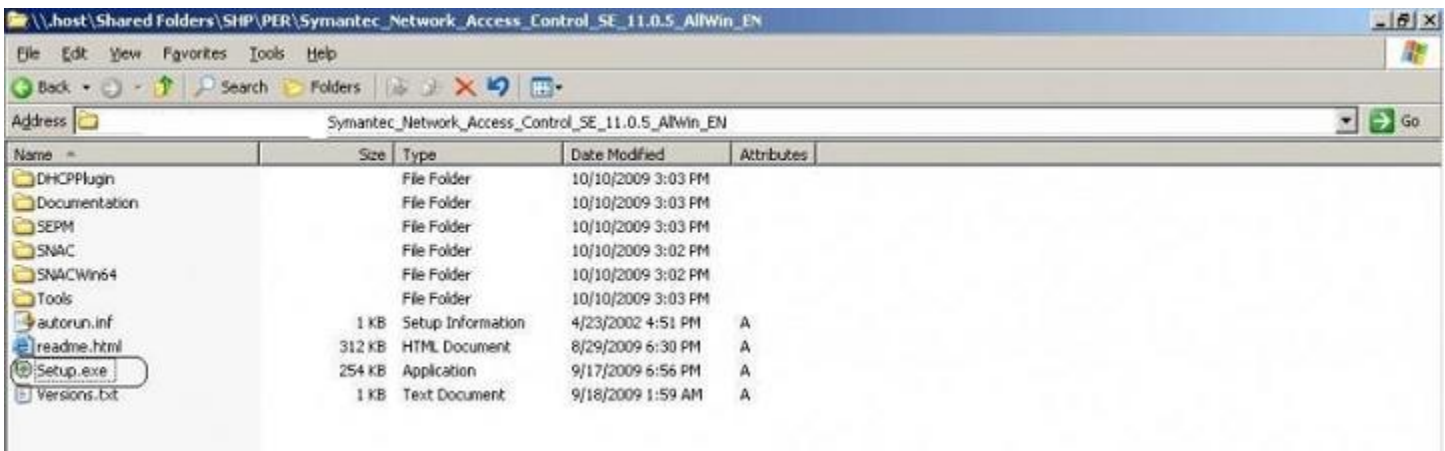 \\.host\Shared Folders\SHP\PER\Symantec_Network_Access_Control_SE_11.0.5_AllWin_EN
File Edit View Favorites Tools Help
Back Search Folders
Address Symantec_Network_Access_Control_SE_11.0.5_AllWin_EN Go
Name Size Type Date Modified Attributes
DHCPPlugin File Folder 10/10/2009 3:03 PM
Documentation File Folder 10/10/2009 3:03 PM
SEPM File Folder 10/10/2009 3:03 PM
SNAC File Folder 10/10/2009 3:02 PM
SNACWin64 File Folder 10/10/2009 3:02 PM
Tools File Folder 10/10/2009 3:03 PM
autorun.inf 1 KB Setup Information 4/23/2002 4:51 PM A
readme.html 312 KB HTML Document 8/29/2009 6:30 PM A
Setup.exe 254 KB Application 9/17/2009 6:56 PM A
Versions.txt 1 KB Text Document 9/18/2009 1:59 AM A